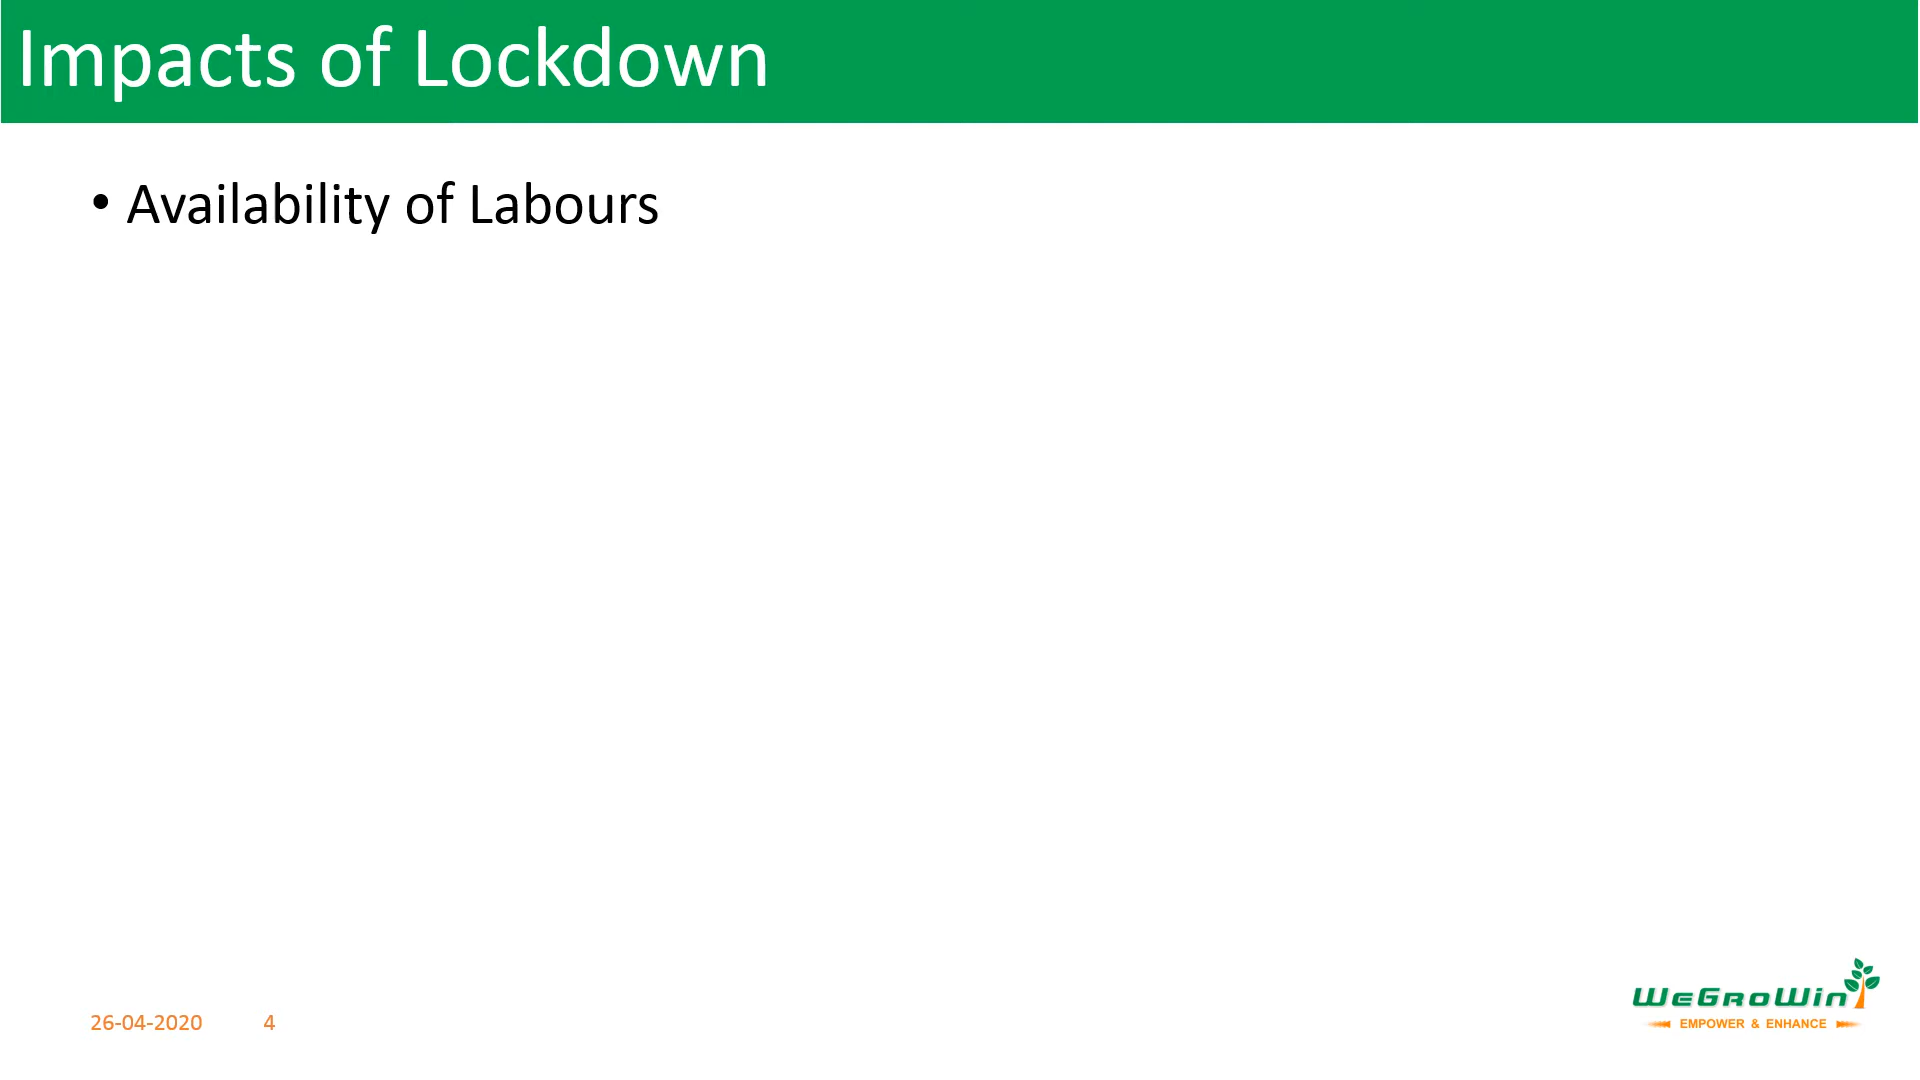 Impacts of Lockdown
• Availability of Labours
26-04-2020 4
WeGroWin
EMPOWER & ENHANCE